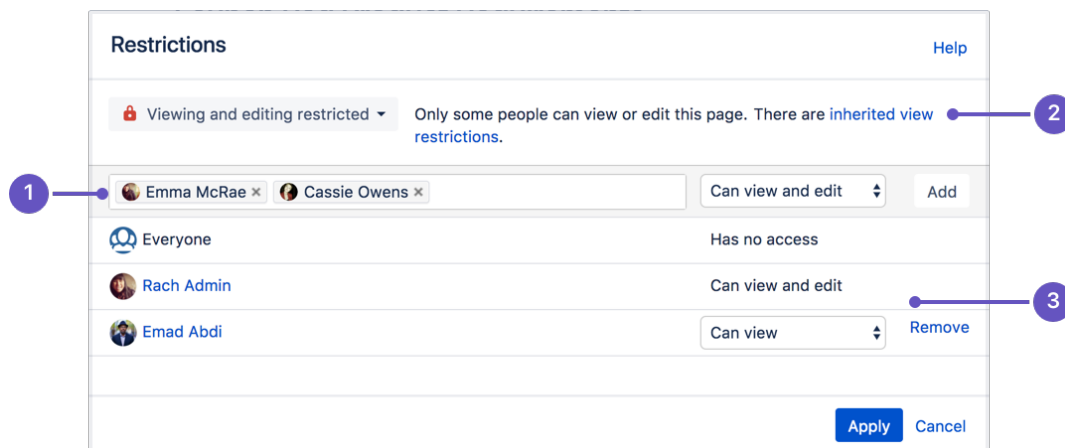 Restrictions
Help
Viewing and editing restricted
Only some people can view or edit this page. There are inherited view
restrictions.
2
1
Emma McRae ×
Cassie Owens ×
Can view and edit
Add
Everyone
Has no access
Rach Admin
Can view and edit
3
Emad Abdi
Can view
Remove
Apply
Cancel